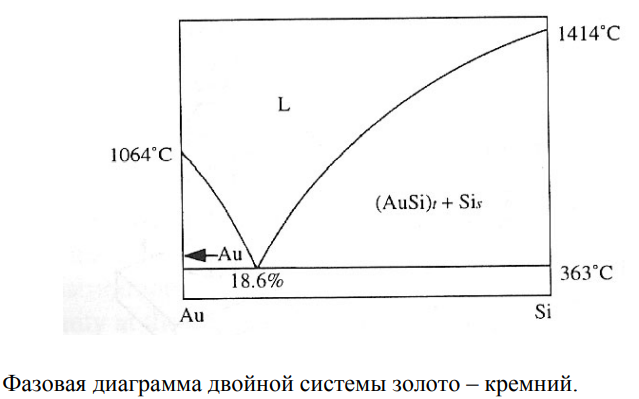 1414°C
L
1064°C
(AuSi)l + Sis
Au
18.6%
363°C
Au
Si
Фазовая диаграмма двойной системы золото – кремний.